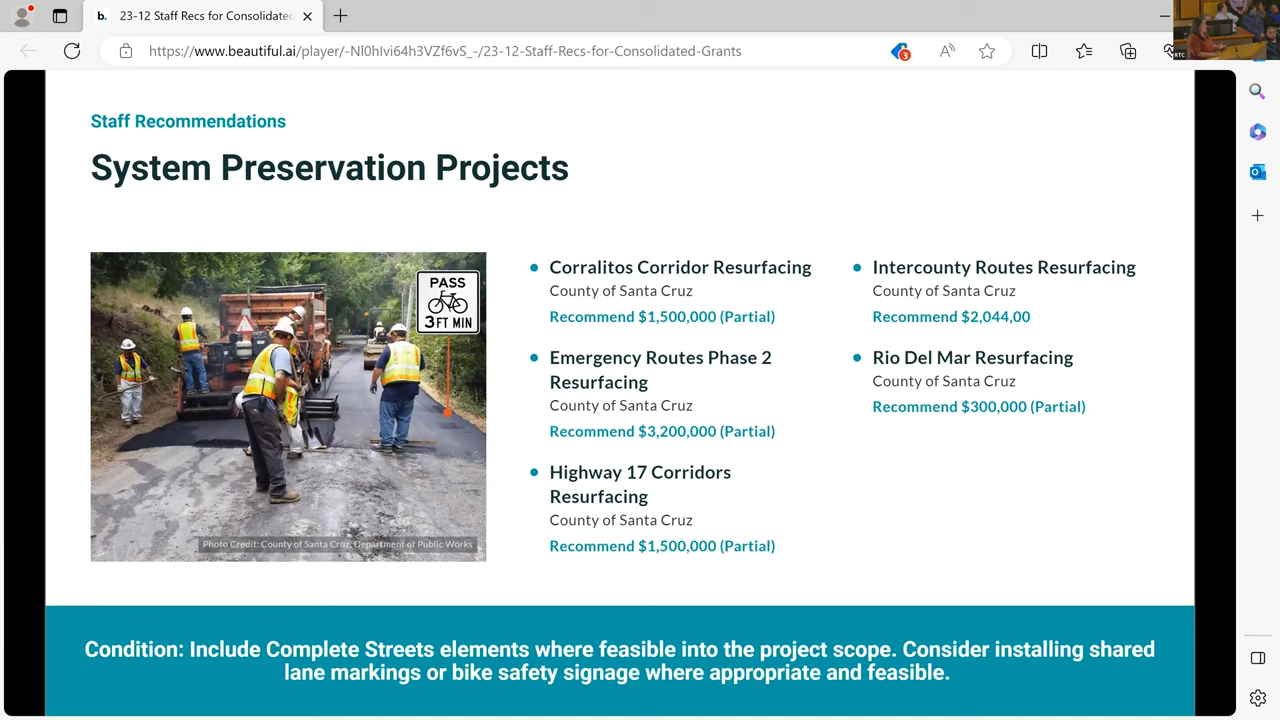 b. 23-12 Staff Recs for Consolidated
https://www.beautiful.ai/player/-NI0hIvi64h3VZf6vS_-/23-12-Staff-Recs-for-Consolidated-Grants
3
RTC
Staff Recommendations
System Preservation Projects
PASS
3FT MIN
Photo Credit: County of Santa Cruz, Department of Public Works
Corralitos Corridor Resurfacing
County of Santa Cruz
Recommend $1,500,000 (Partial)
Emergency Routes Phase 2
Resurfacing
County of Santa Cruz
Recommend $3,200,000 (Partial)
Highway 17 Corridors
Resurfacing
County of Santa Cruz
Recommend $1,500,000 (Partial)
Intercounty Routes Resurfacing
County of Santa Cruz
Recommend $2,044,00
Rio Del Mar Resurfacing
County of Santa Cruz
Recommend $300,000 (Partial)
Condition: Include Complete Streets elements where feasible into the project scope. Consider installing shared
lane markings or bike safety signage where appropriate and feasible.